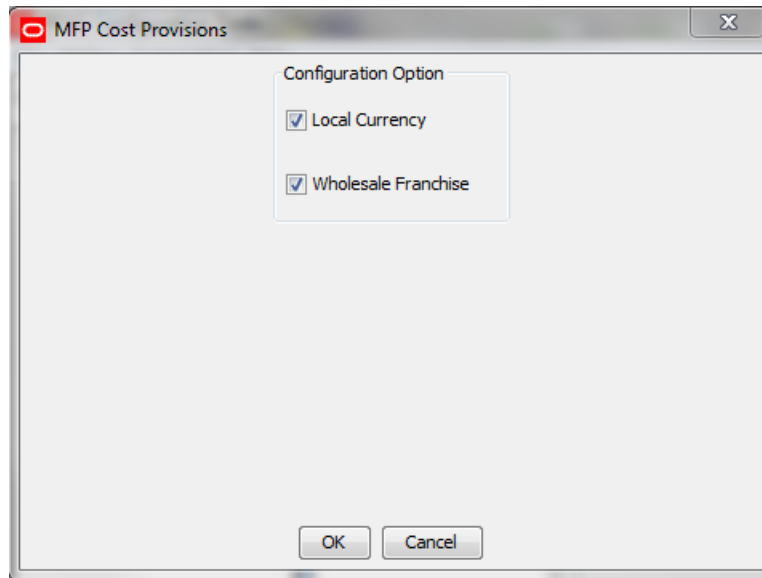 MFP Cost Provisions
Configuration Option
Local Currency
Wholesale Franchise
OK Cancel